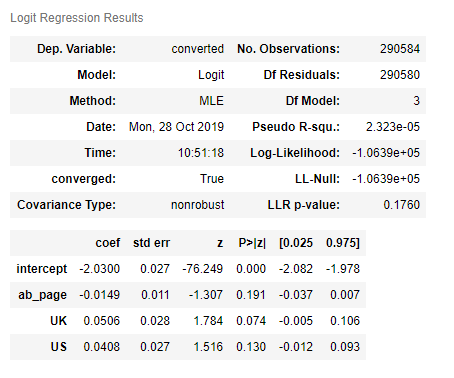 Logit Regression Results
Dep. Variable: converted No. Observations: 290584
Model: Logit Df Residuals: 290580
Method: MLE Df Model: 3
Date: Mon, 28 Oct 2019 Pseudo R-squ.: 2.323e-05
Time: 10:51:18 Log-Likelihood: -1.0639e+05
converged: True LL-Null: -1.0639e+05
Covariance Type: nonrobust LLR p-value: 0.1760
coef std err z P>|z| [0.025 0.975]
intercept -2.0300 0.027 -76.249 0.000 -2.082 -1.978
ab_page -0.0149 0.011 -1.307 0.191 -0.037 0.007
UK 0.0506 0.028 1.784 0.074 -0.005 0.106
US 0.0408 0.027 1.516 0.130 -0.012 0.093